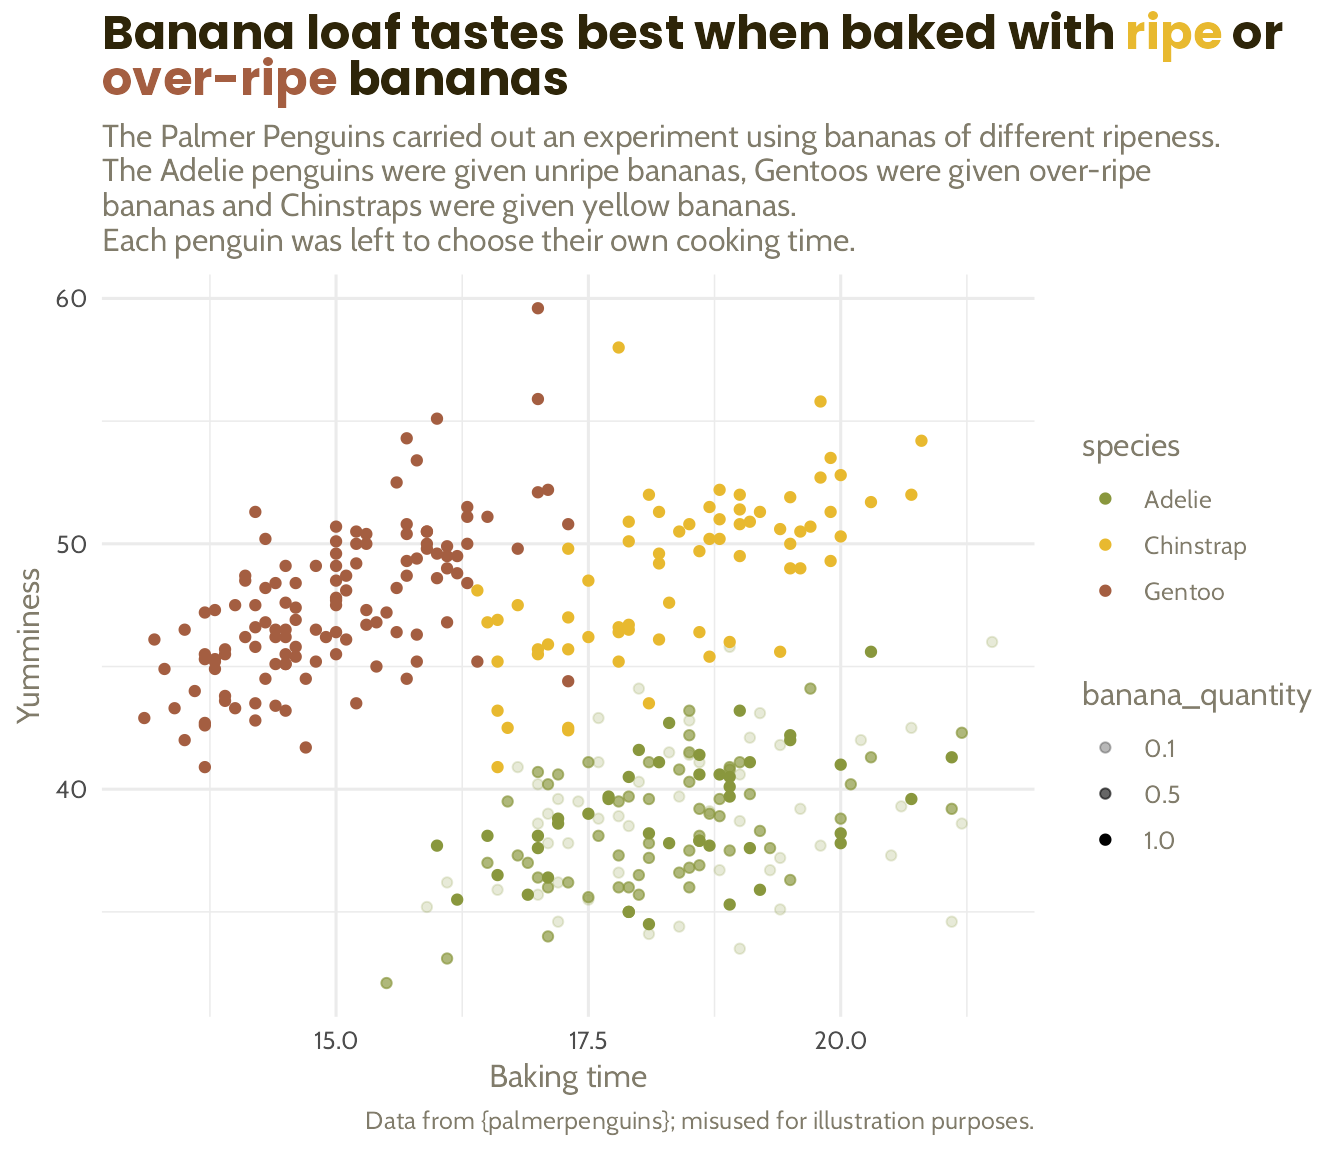 Banana loaf tastes best when baked with ripe or
over-ripe bananas
The Palmer Penguins carried out an experiment using bananas of different ripeness.
The Adelie penguins were given unripe bananas, Gentoos were given over-ripe
bananas and Chinstraps were given yellow bananas.
Each penguin was left to choose their own cooking time.
60
50
40
Yumminess
15.0
17.5
20.0
Baking time
species
Adelie
Chinstrap
Gentoo
banana_quantity
0.1
0.5
1.0
Data from {palmerpenguins}; misused for illustration purposes.